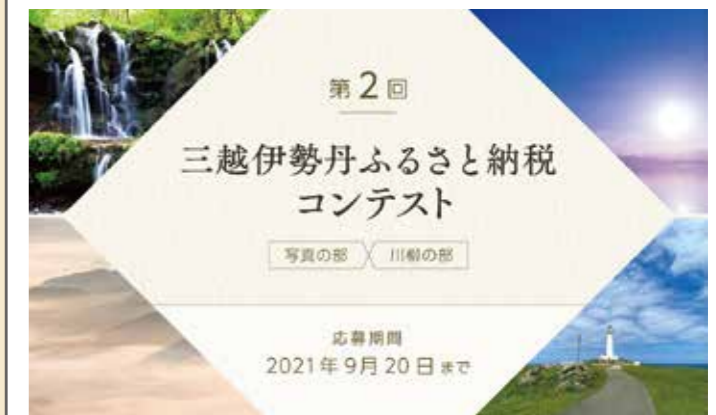 第2回
三越伊勢丹ふるさと納税
コンテスト
写真の部 川柳の部
応募期間
2021年9月20日まで